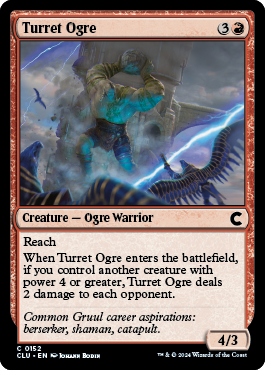 Turret Ogre 3
Creature — Ogre Warrior C
Reach
When Turret Ogre enters the battlefield,
if you control another creature with
power 4 or greater, Turret Ogre deals
2 damage to each opponent.
Common Gruul career aspirations:
berserker, shaman, catapult.
4/3
C 0152
CLU • EN Johann Bodin ™ & © 2024 Wizards of the Coast